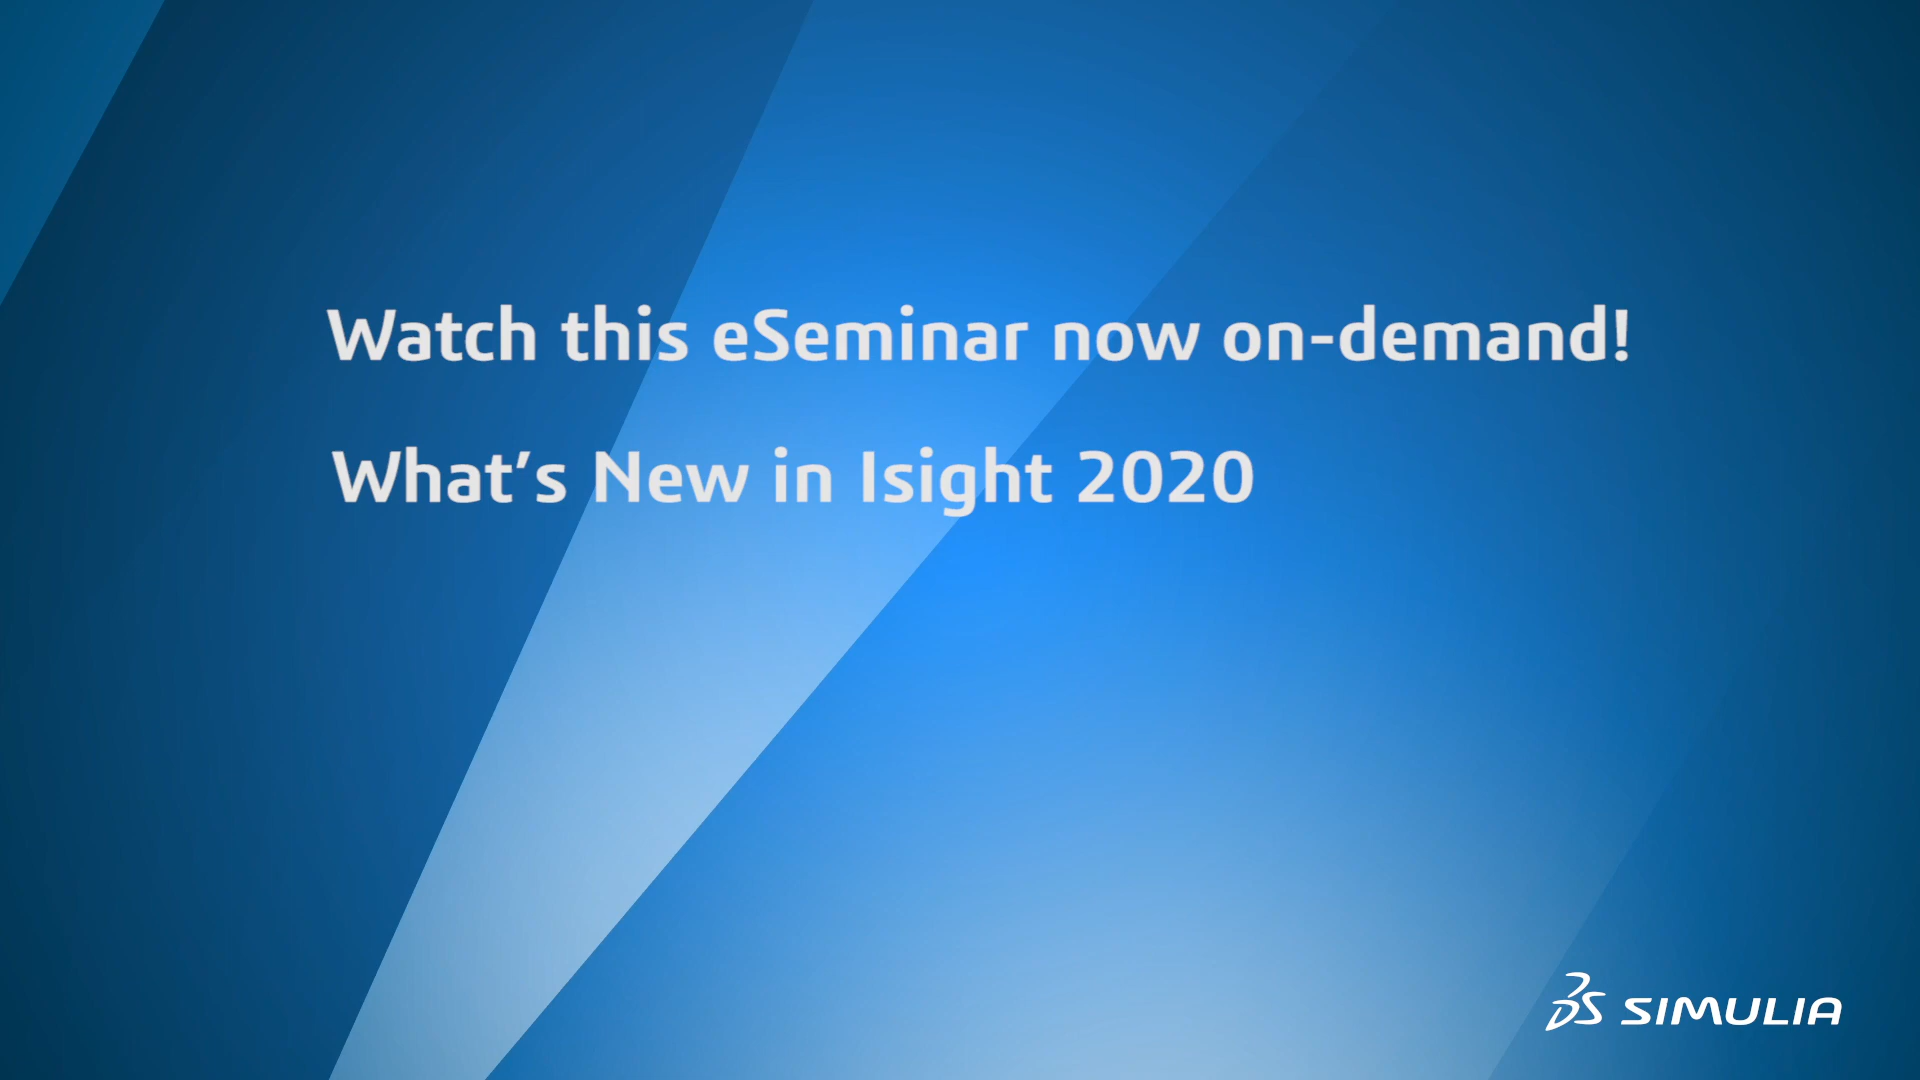 Watch this eSeminar now on-demand!
What’s New in Isight 2020
3DS SIMULIA